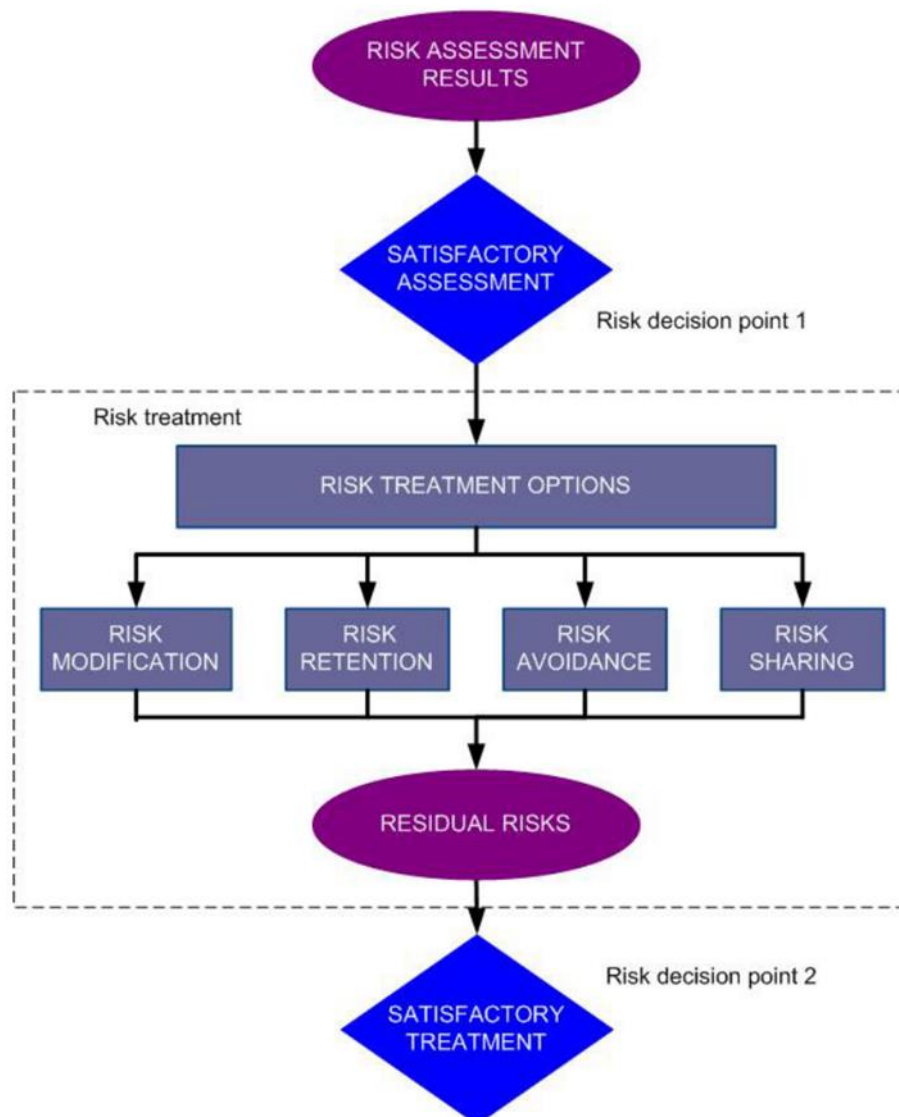 RISK ASSESSMENT
RESULTS
SATISFACTORY
ASSESSMENT
Risk decision point 1
Risk treatment
RISK TREATMENT OPTIONS
RISK
MODIFICATION
RISK
RETENTION
RISK
AVOIDANCE
RISK
SHARING
RESIDUAL RISKS
Risk decision point 2
SATISFACTORY
TREATMENT